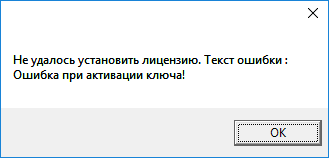 Не удалось установить лицензию. Текст ошибки :
Ошибка при активации ключа!
OK